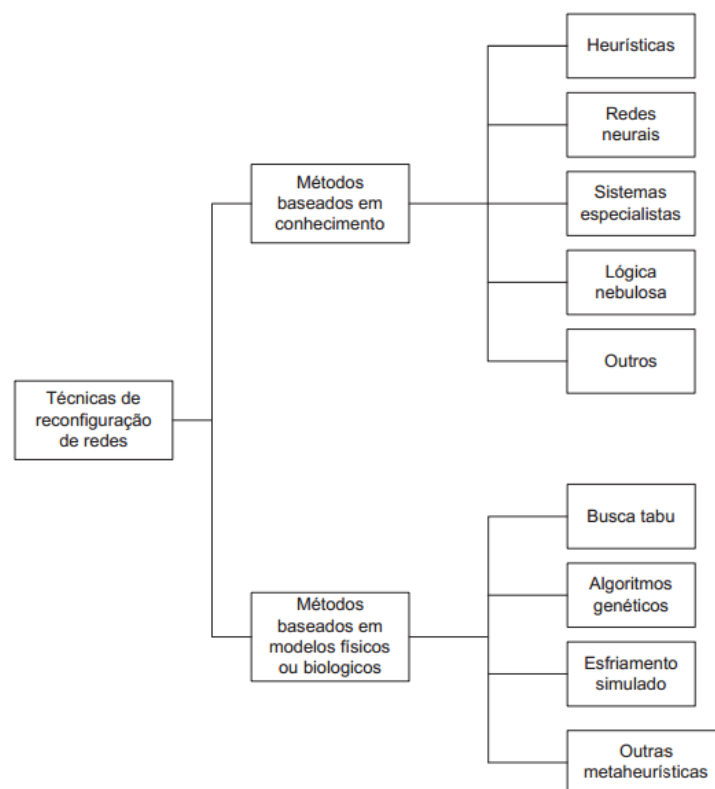 Heurísticas
Redes
neurais
Métodos
baseados em
conhecimento
Sistemas
especialistas
Lógica
nebulosa
Outros
Técnicas de
reconfiguração
de redes
Busca tabu
Algoritmos
genéticos
Métodos
baseados em
modelos físicos
ou biologicos
Esfriamento
simulado
Outras
metaheurísticas